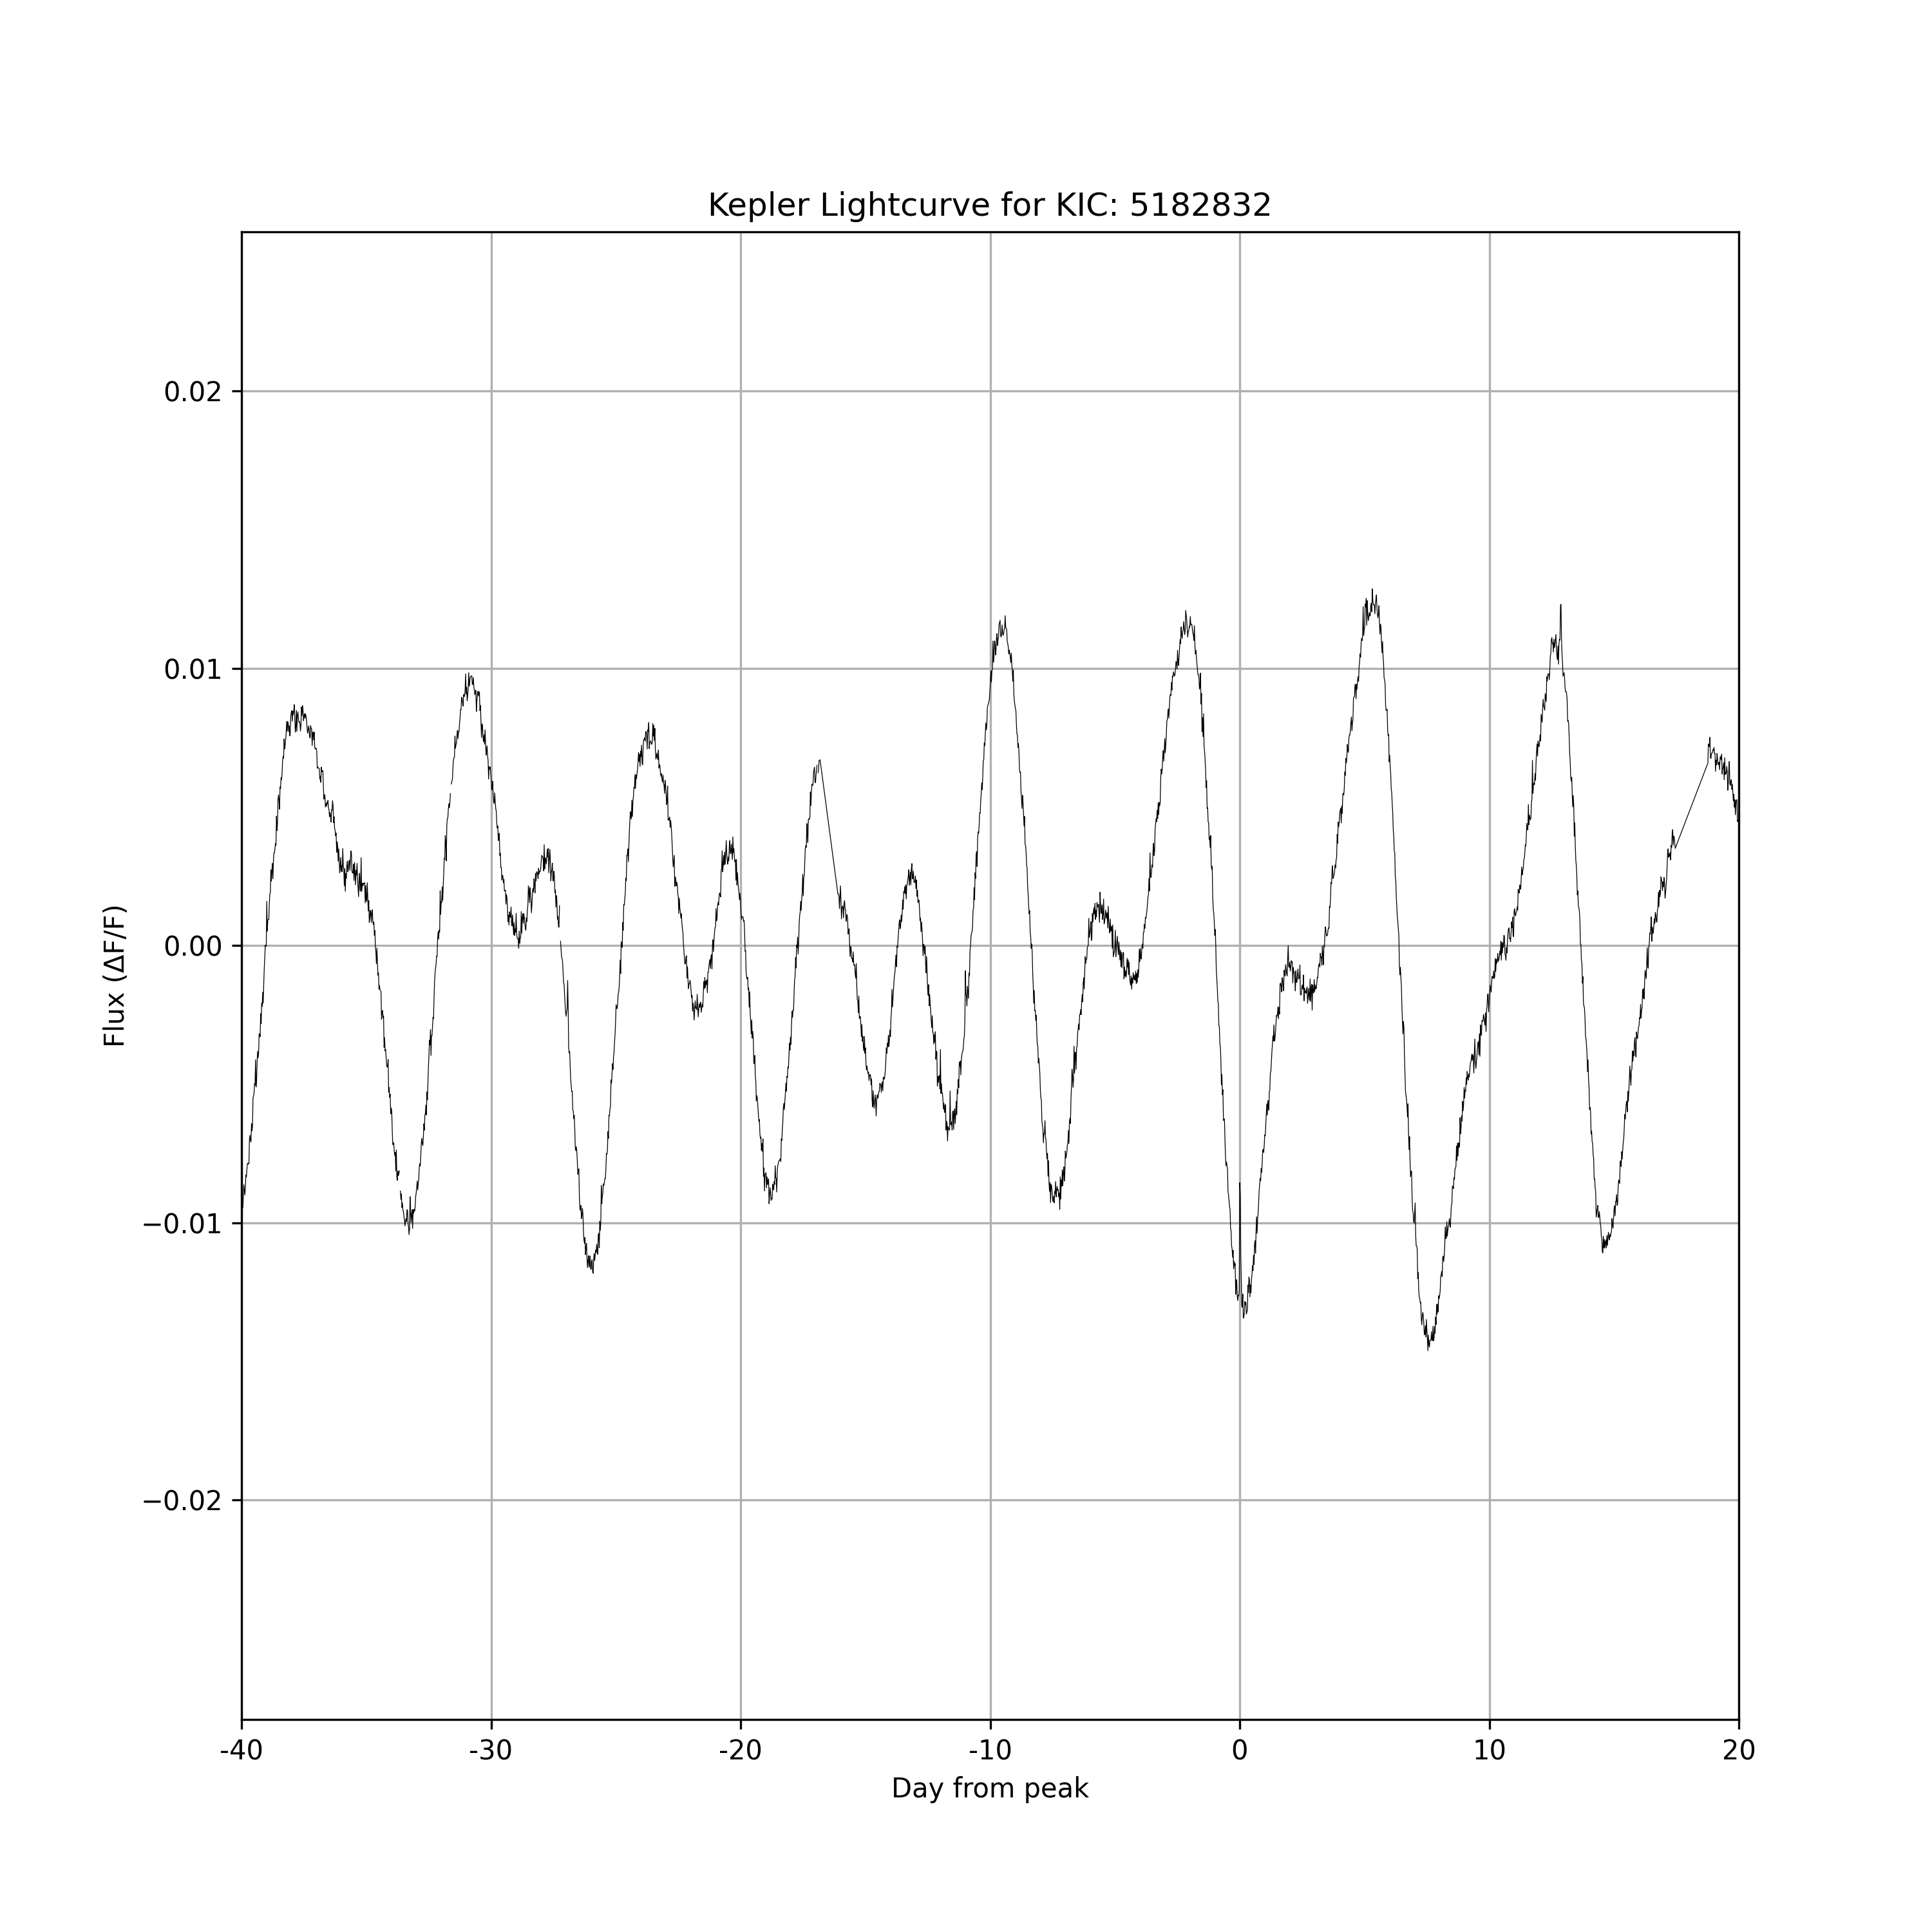 Kepler Lightcurve for KIC: 5182832
0.02
0.01
0.00
−0.01
−0.02
Flux (ΔF/F)
-40 -30 -20 -10 0 10 20
Day from peak